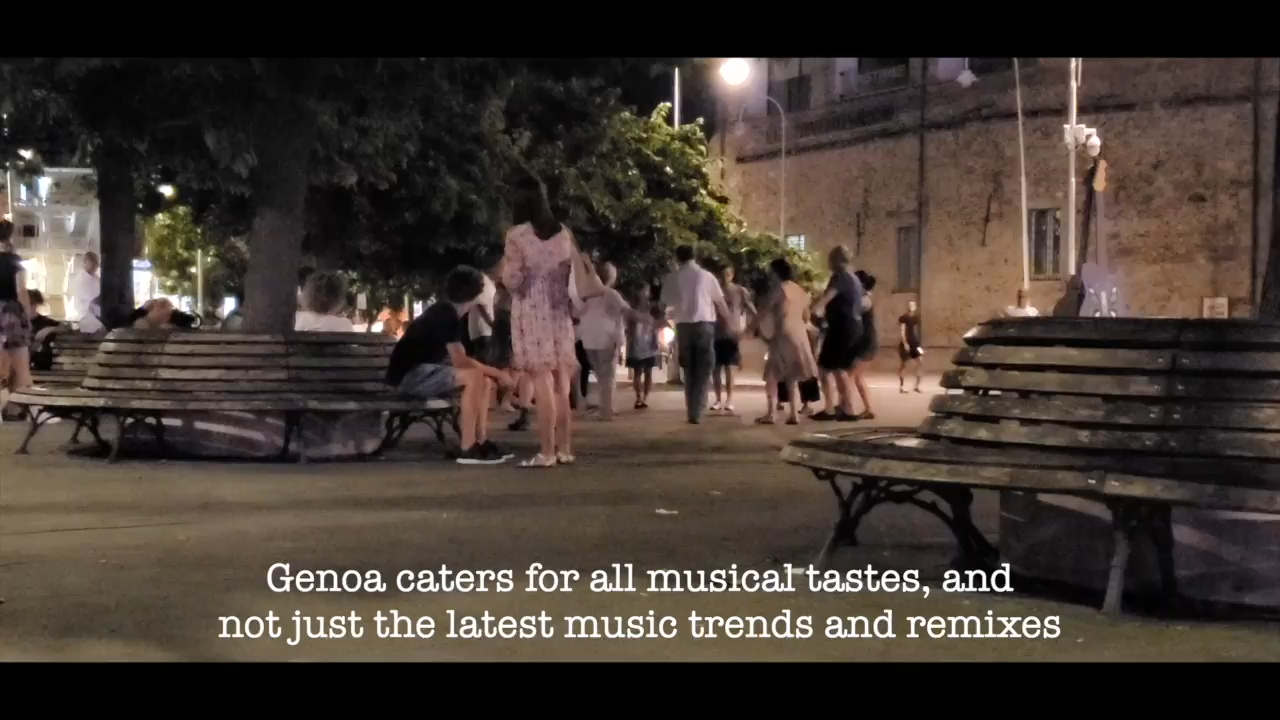 Genoa caters for all musical tastes, and
not just the latest music trends and remixes